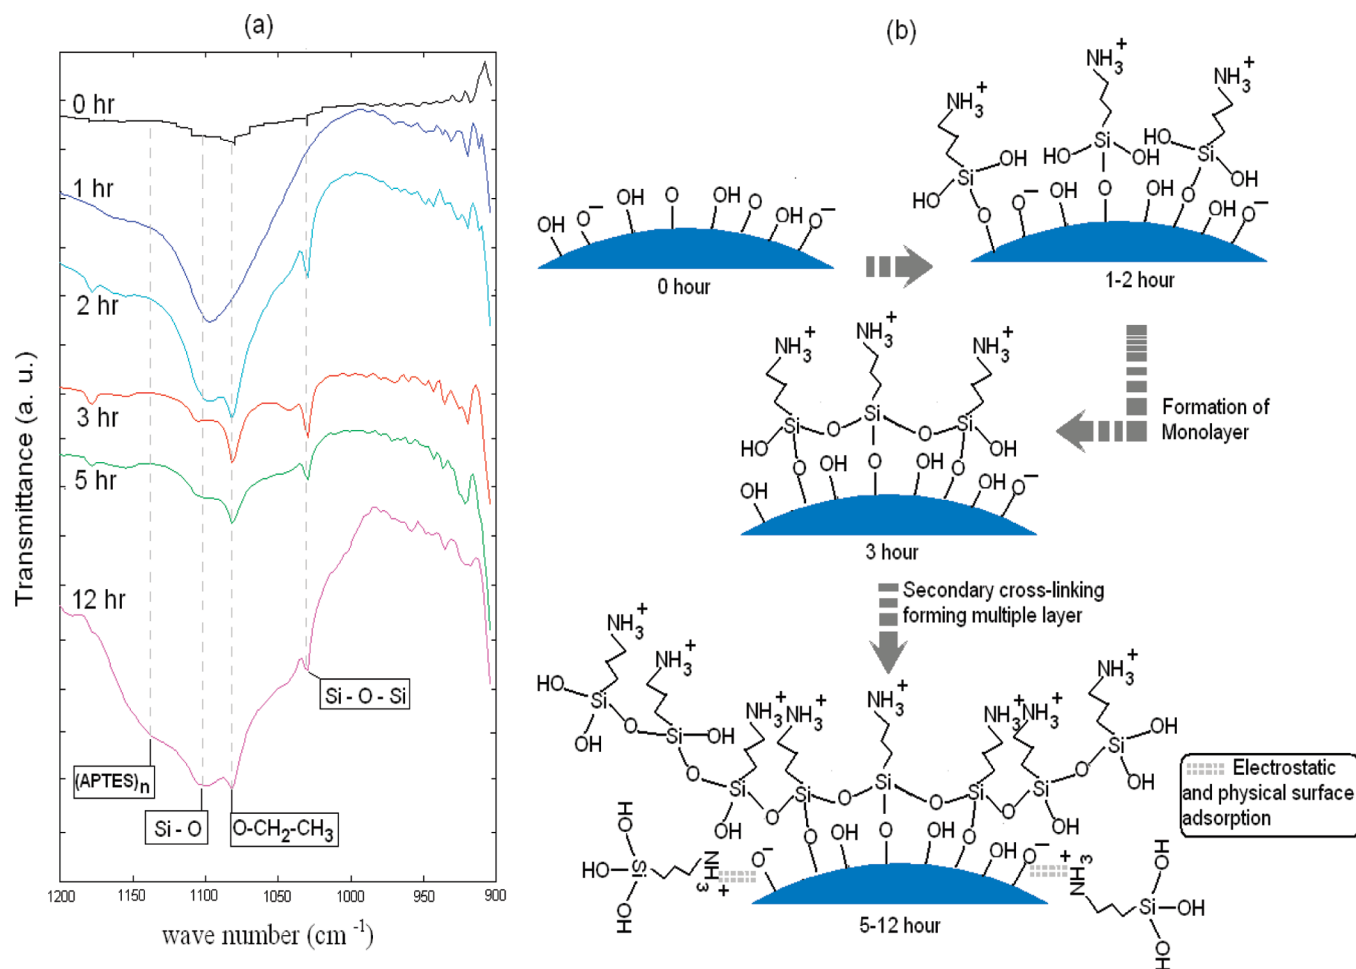 (a)
0 hr
1 hr
2 hr
3 hr
5 hr
12 hr
Si - O - Si
(APTES)n
Si - O
O-CH2-CH3
1200 1150 1100 1050 1000 950 900
wave number (cm -1)
Transmittance (a. u.)
(b)
OH O− OH O OH O OH O−
0 hour
NH3+ NH3+ NH3+
Si HO OH O
HO Si OH O
HO Si OH O
OH O− OH OH OH O−
1-2 hour
Formation of
Monolayer
NH3+ NH3+ NH3+
HO Si O Si O Si HO
O O O
OH OH OH OH O−
3 hour
Secondary cross-linking
forming multiple layer
NH3+ NH3+ NH3+ NH3+ NH3+ NH3+ NH3+ NH3+
HO Si OH O Si OH O
Si OH O Si O Si O Si O Si OH O Si OH OH
O OH O OH O OH
HO OH Si OH NH3+ O−
O− NH3+ Si OH OH OH
5-12 hour
Electrostatic
and physical surface
adsorption